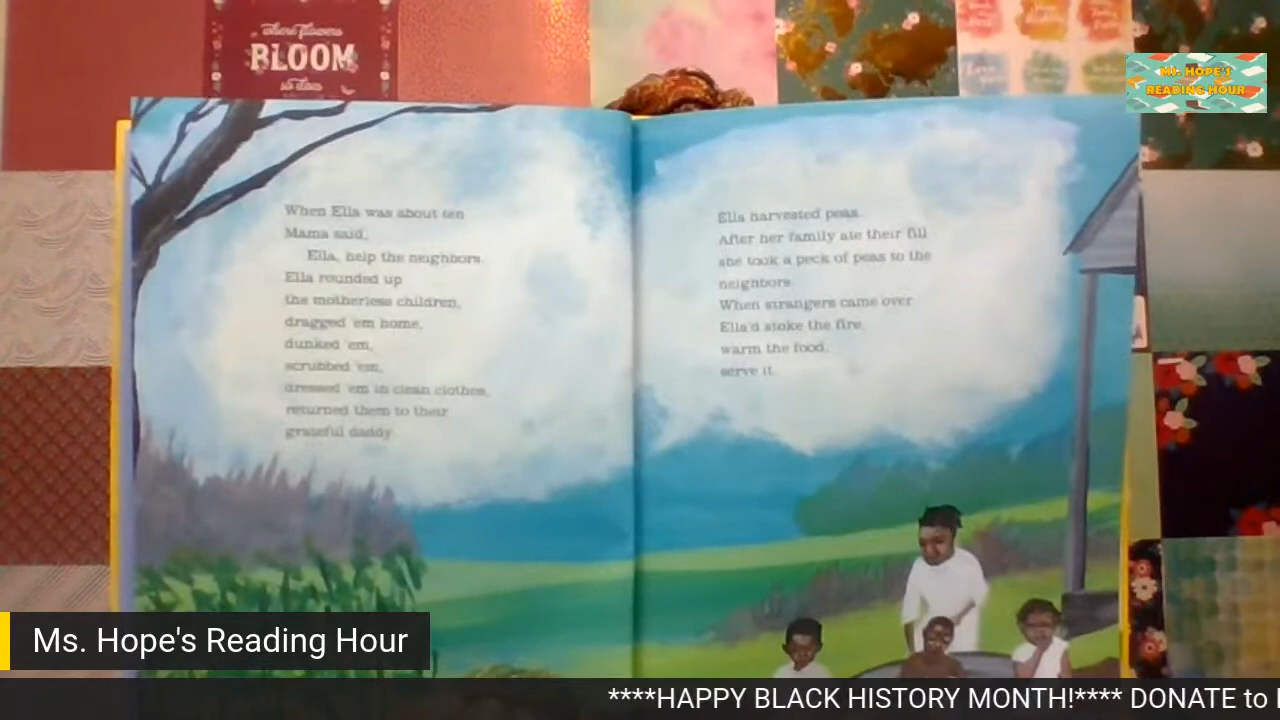 where flowers
BLOOM
so does
MS. HOPE'S
READING HOUR
When Ella was about ten
Mama said,
Ella, help the neighbors.
Ella rounded up
the motherless children,
dragged 'em home,
dunked 'em,
scrubbed 'em,
dressed 'em in clean clothes,
returned them to their
grateful daddy.
Ella harvested peas.
After her family ate their fill
she took a peck of peas to the
neighbors.
When strangers came over
Ella'd stoke the fire,
warm the food,
serve it.
Ms. Hope's Reading Hour
****HAPPY BLACK HISTORY MONTH!**** DONATE to